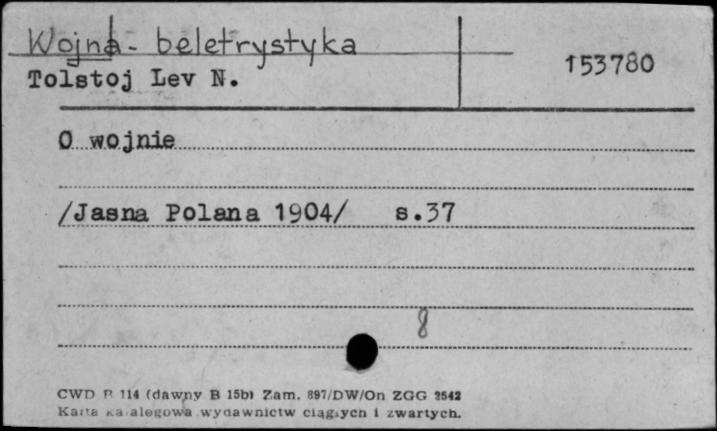 Wojna - beletrystyka
153780
Tolstoj Lev N.
O wojnie
/Jasna Polana 1904/ s.37
8
CWD B 114 (dawny B 15b) Zam. 897/DW/On ZGG 2542
Karta katalogowa wydawnictw ciągłych i zwartych.